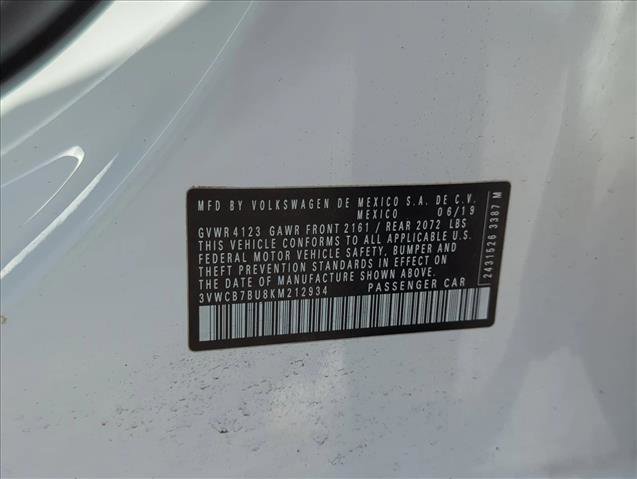 MFD BY VOLKSWAGEN DE MEXICO S.A. DE C.V.
MEXICO 06/19
GVWR 4123 GAWR FRONT 2161 / REAR 2072 LBS
THIS VEHICLE CONFORMS TO ALL APPLICABLE U.S.
FEDERAL MOTOR VEHICLE SAFETY, BUMPER, AND
THEFT PREVENTION STANDARDS IN EFFECT ON
THE DATE OF MANUFACTURE SHOWN ABOVE.
3VWCB7BU8KM212934 PASSENGER CAR
2431526 3387 M